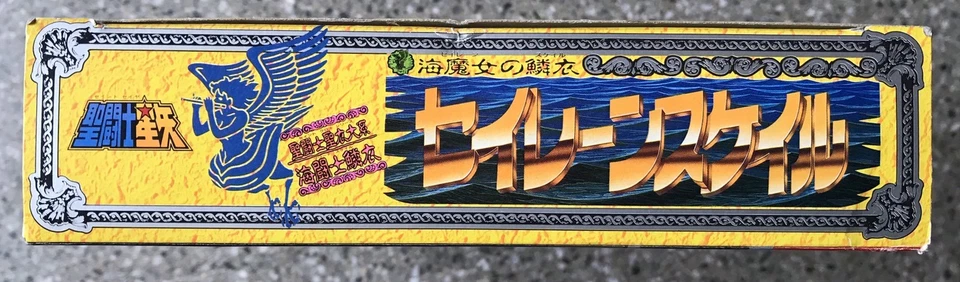 聖闘士星矢
聖闘士聖衣大系
海闘士鱗衣
海魔女の鱗衣
セイレーンスケイル